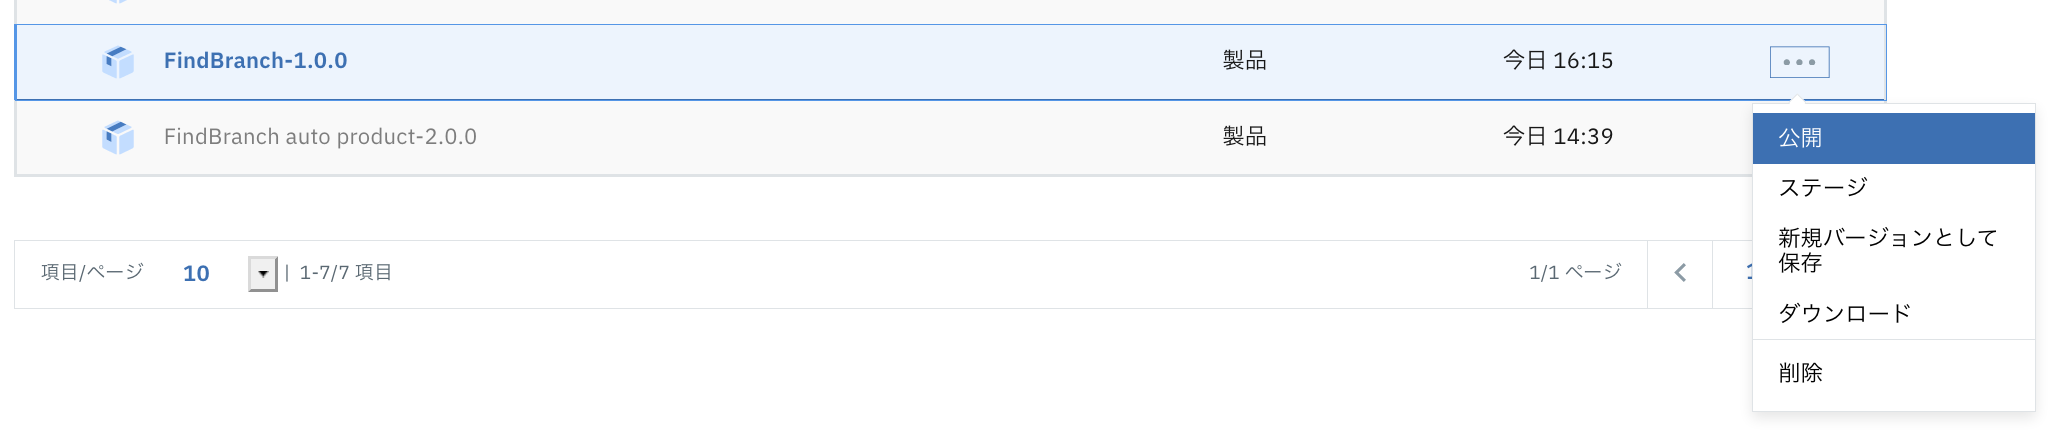 FindBranch-1.0.0 製品 今日 16:15
FindBranch auto product-2.0.0 製品 今日 14:39
公開
ステージ
新規バージョンとして
保存
ダウンロード
削除
項目/ページ 10 | 1-7/7 項目 1/1 ページ